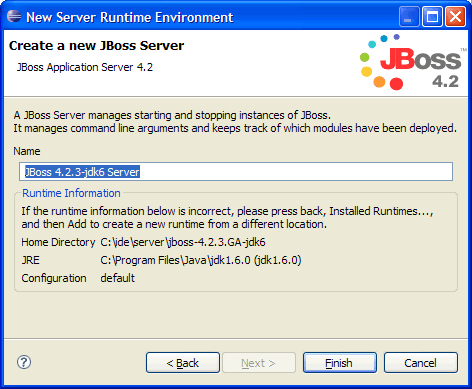 New Server Runtime Environment
Create a new JBoss Server
JBoss Application Server 4.2
JBoss
4.2
A JBoss Server manages starting and stopping instances of JBoss.
It manages command line arguments and keeps track of which modules have been deployed.
Name
JBoss 4.2.3-jdk6 Server
Runtime Information
If the runtime information below is incorrect, please press back, Installed Runtimes...,
and then Add to create a new runtime from a different location.
Home Directory C:\ide\server\jboss-4.2.3.GA-jdk6
JRE C:\Program Files\Java\jdk1.6.0 (jdk1.6.0)
Configuration default
? < Back Next > Finish Cancel